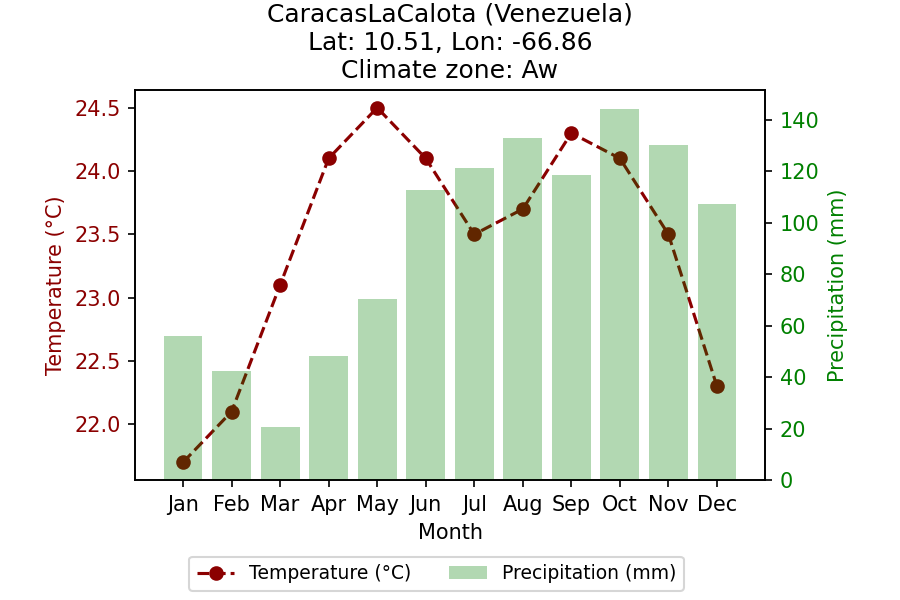 CaracasLaCalota (Venezuela)
Lat: 10.51, Lon: -66.86
Climate zone: Aw
24.5
24.0
23.5
23.0
22.5
22.0
Temperature (°C)
140
120
100
80
60
40
20
0
Precipitation (mm)
Jan Feb Mar Apr May Jun Jul Aug Sep Oct Nov Dec
Month
Temperature (°C) Precipitation (mm)